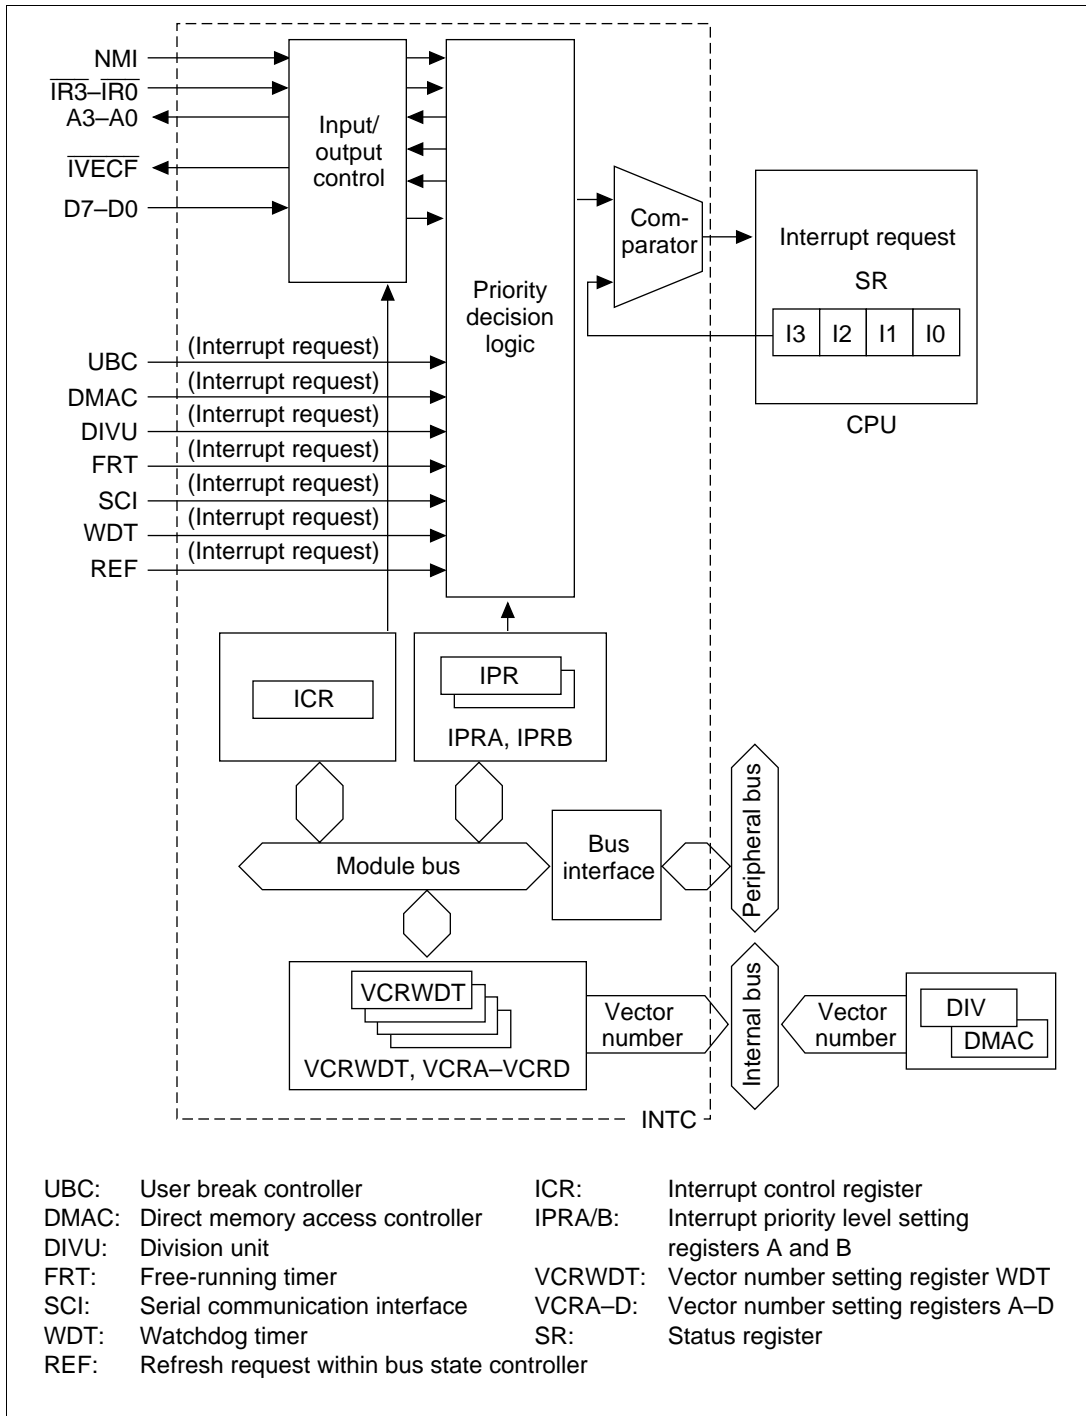 NMI
IR3–IR0
A3–A0
IVECF
D7–D0
Input/
output
control
Priority
decision
logic
Com-
parator
Interrupt request
SR
I3 I2 I1 I0
CPU
UBC (Interrupt request)
DMAC (Interrupt request)
DIVU (Interrupt request)
FRT (Interrupt request)
SCI (Interrupt request)
WDT (Interrupt request)
REF (Interrupt request)
ICR
IPR
IPRA, IPRB
Module bus
Bus
interface
Peripheral bus
VCRWDT
VCRWDT, VCRA–VCRD
Vector
number
Internal bus
Vector
number
DIV
DMAC
INTC
UBC: User break controller
DMAC: Direct memory access controller
DIVU: Division unit
FRT: Free-running timer
SCI: Serial communication interface
WDT: Watchdog timer
REF: Refresh request within bus state controller
ICR: Interrupt control register
IPRA/B: Interrupt priority level setting
registers A and B
VCRWDT: Vector number setting register WDT
VCRA–D: Vector number setting registers A–D
SR: Status register